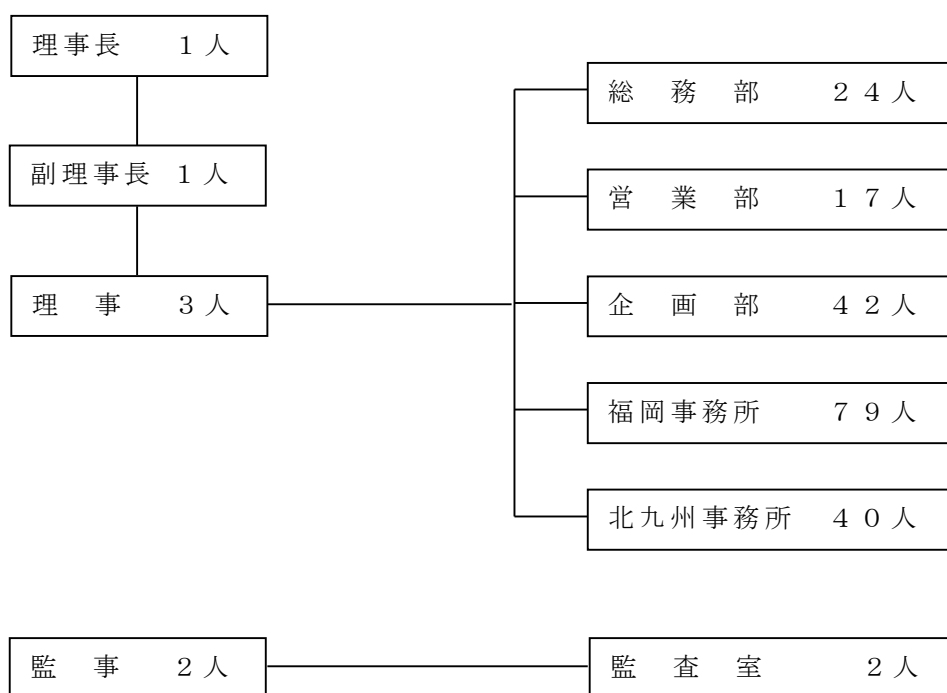 理事長 １人
総務部 ２４人
副理事長 １人
営業部 １７人
理事 ３人
企画部 ４２人
福岡事務所 ７９人
北九州事務所 ４０人
監事 ２人
監査室 ２人